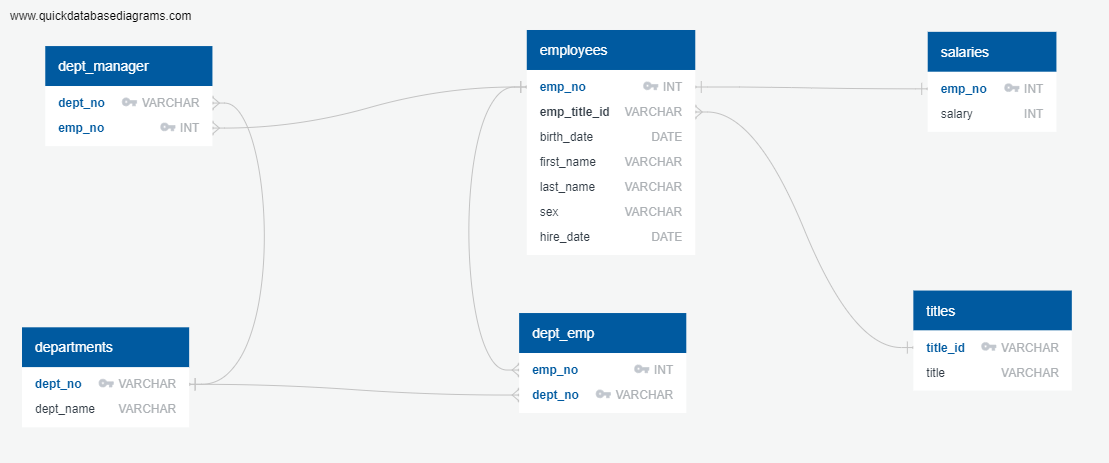 www.quickdatabasediagrams.com
dept_manager
dept_no VARCHAR
emp_no INT
employees
emp_no INT
emp_title_id VARCHAR
birth_date DATE
first_name VARCHAR
last_name VARCHAR
sex VARCHAR
hire_date DATE
salaries
emp_no INT
salary INT
departments
dept_no VARCHAR
dept_name VARCHAR
dept_emp
emp_no INT
dept_no VARCHAR
titles
title_id VARCHAR
title VARCHAR